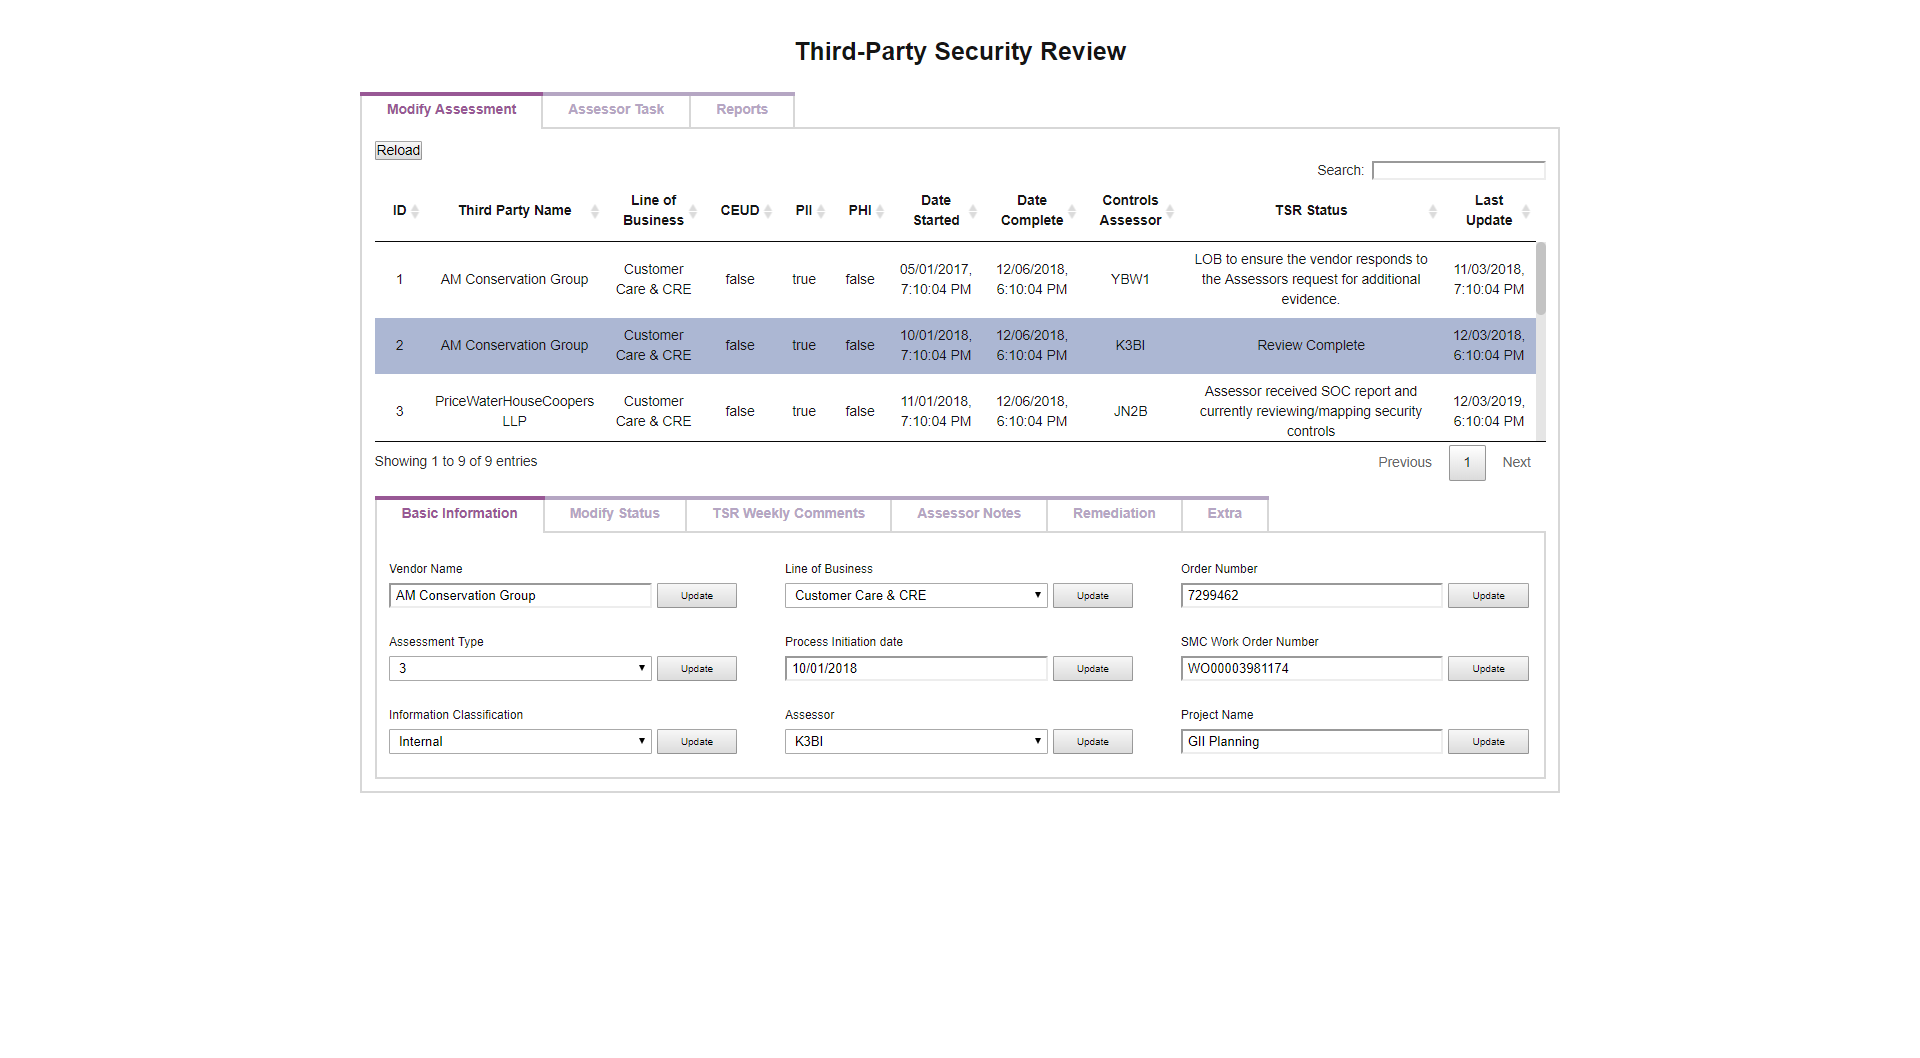 Third-Party Security Review
Modify Assessment Assessor Task Reports
Reload
Search:
ID Third Party Name Line of Business CEUD PII PHI Date Started Date Complete Controls Assessor TSR Status Last Update
1 AM Conservation Group Customer Care & CRE false true false 05/01/2017, 7:10:04 PM 12/06/2018, 6:10:04 PM YBW1 LOB to ensure the vendor responds to the Assessors request for additional evidence. 11/03/2018, 7:10:04 PM
2 AM Conservation Group Customer Care & CRE false true false 10/01/2018, 7:10:04 PM 12/06/2018, 6:10:04 PM K3BI Review Complete 12/03/2018, 6:10:04 PM
3 PriceWaterHouseCoopers LLP Customer Care & CRE false true false 11/01/2018, 7:10:04 PM 12/06/2018, 6:10:04 PM JN2B Assessor received SOC report and currently reviewing/mapping security controls 12/03/2019, 6:10:04 PM
Showing 1 to 9 of 9 entries
Previous 1 Next
Basic Information Modify Status TSR Weekly Comments Assessor Notes Remediation Extra
Vendor Name Line of Business Order Number
AM Conservation Group Update Customer Care & CRE Update 7299462 Update
Assessment Type Process Initiation date SMC Work Order Number
3 Update 10/01/2018 Update WO00003981174 Update
Information Classification Assessor Project Name
Internal Update K3BI Update GII Planning Update